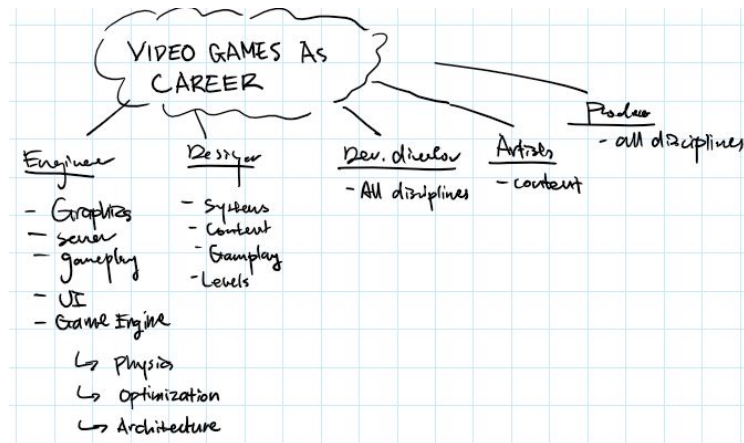 VIDEO GAMES AS
CAREER
Engineer
- Graphics
- server
- gameplay
- UI
- Game Engine
↳ Physics
↳ Optimization
↳ Architecture
Designer
- Systems
- Content
- Gamplay
- Levels
Dev. director
- All disciplines
Artists
- content
Producer
- all disciplines